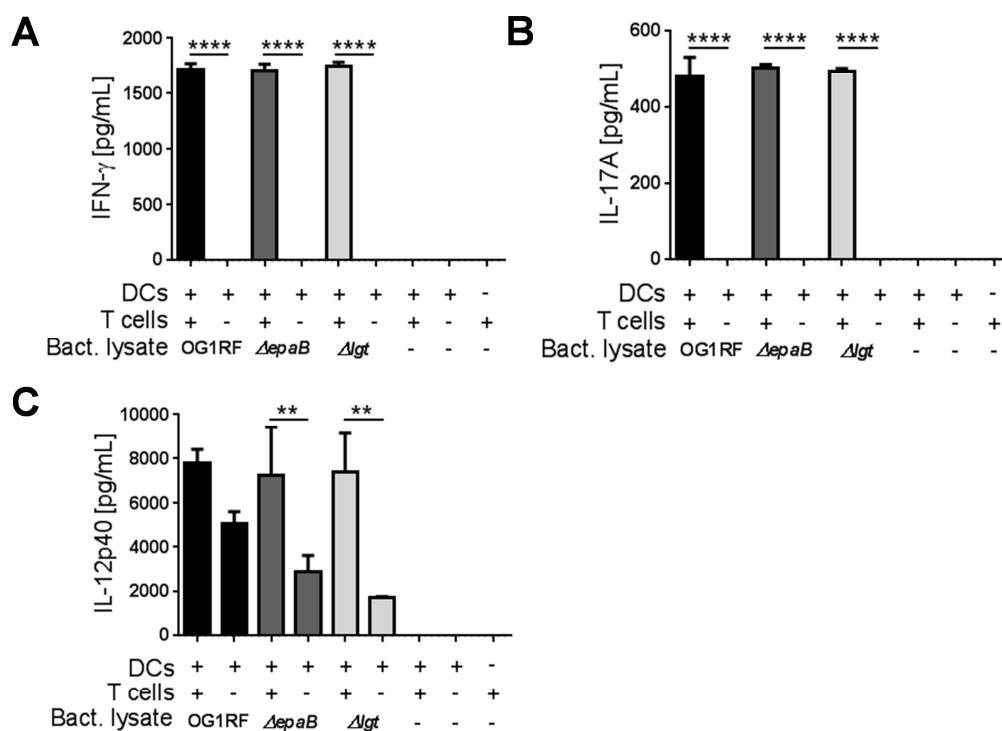 A
IFN-γ [pg/mL]
2000
1500
1000
500
0
**** **** ****
DCs + + + + + + + + -
T cells + - + - + - + - +
Bact. lysate OG1RF ΔepaB Δlgt - - -
B
IL-17A [pg/mL]
600
400
200
0
**** **** ****
DCs + + + + + + + + -
T cells + - + - + - + - +
Bact. lysate OG1RF ΔepaB Δlgt - - -
C
IL-12p40 [pg/mL]
10000
8000
6000
4000
2000
0
** **
DCs + + + + + + + + -
T cells + - + - + - + - +
Bact. lysate OG1RF ΔepaB Δlgt - - -